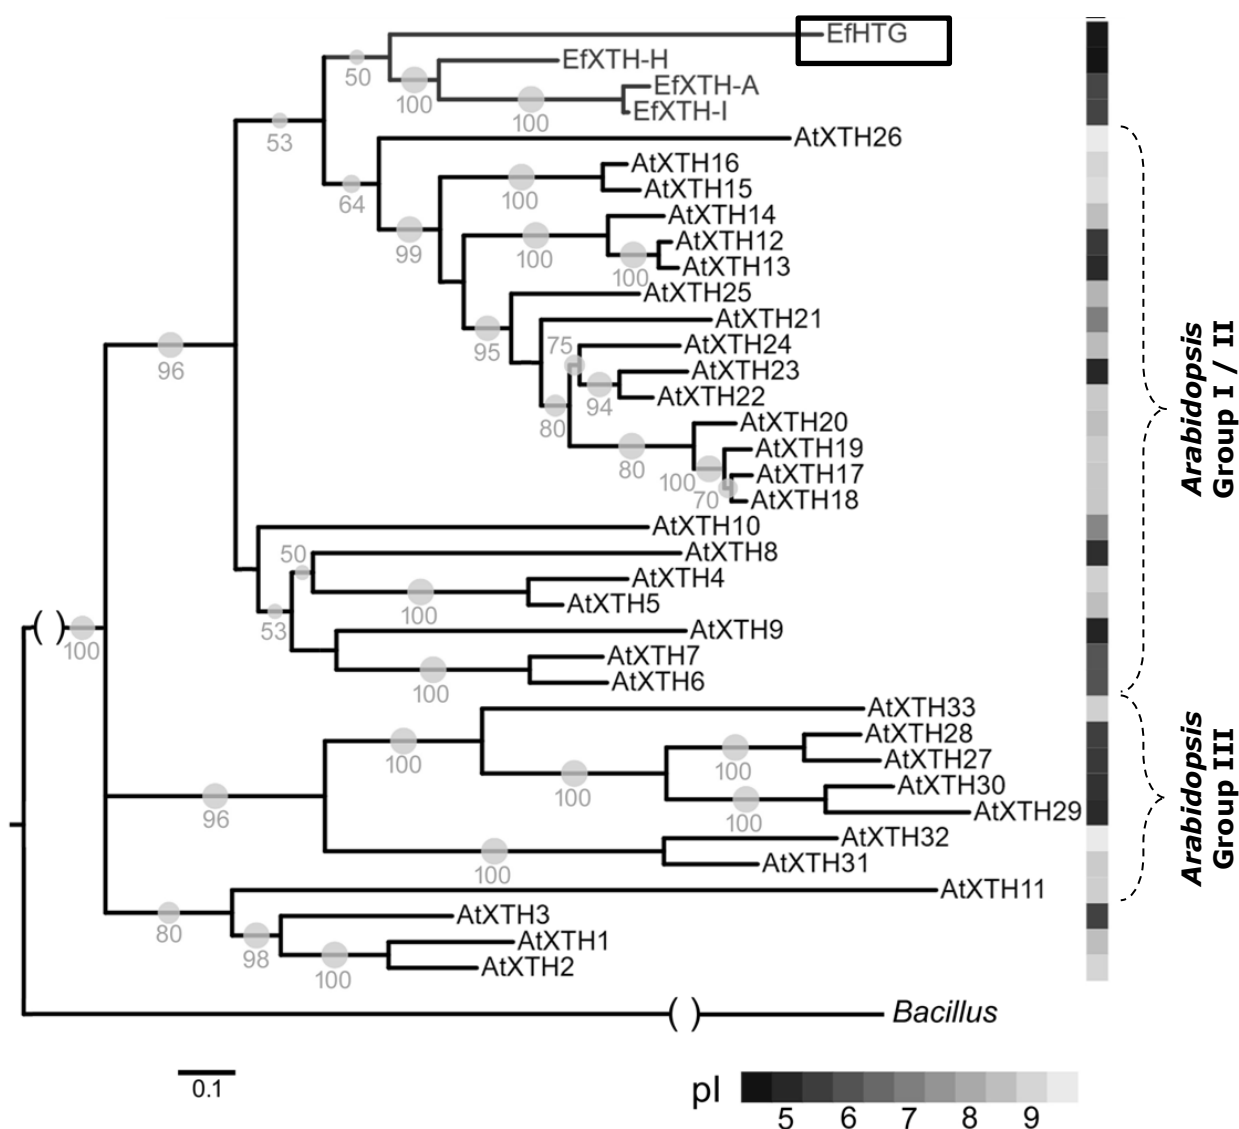 EfHTG
50
EfXTH-H
100
EfXTH-A
100
EfXTH-I
53
AtXTH26
AtXTH16
64
100
AtXTH15
AtXTH14
99
100
AtXTH12
100
AtXTH13
AtXTH25
AtXTH21
95
75
AtXTH24
AtXTH23
94
AtXTH22
96
80
AtXTH20
80
AtXTH19
100
AtXTH17
70
AtXTH18
AtXTH10
50
AtXTH8
AtXTH4
100
AtXTH5
53
( )
100
AtXTH9
AtXTH7
100
AtXTH6
AtXTH33
100
AtXTH28
100
AtXTH27
100
AtXTH30
100
AtXTH29
96
AtXTH32
100
AtXTH31
AtXTH11
80
AtXTH3
98
AtXTH1
100
AtXTH2
( )
Bacillus
Arabidopsis
Group I / II
Arabidopsis
Group III
0.1
pI
5 6 7 8 9